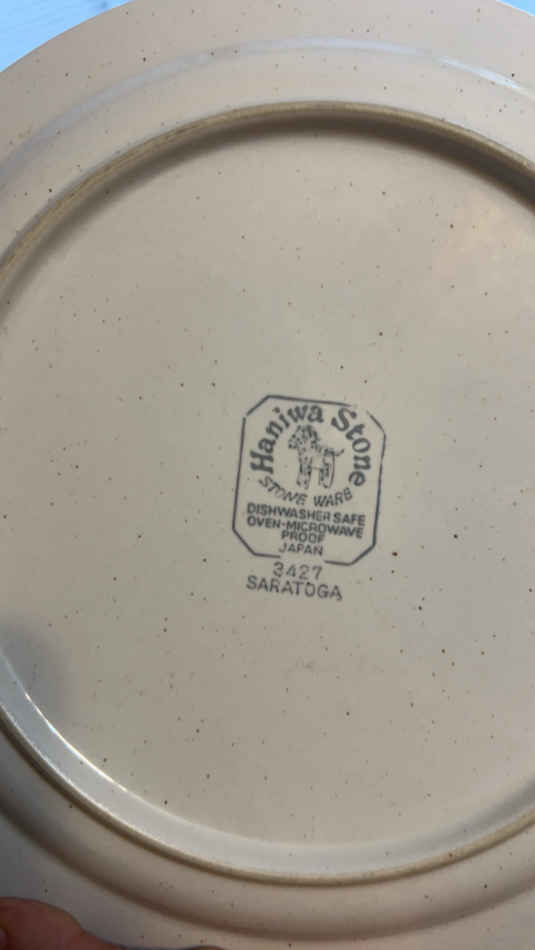 Haniwa Stone
STONE WARE
DISHWASHER SAFE
OVEN-MICROWAVE
PROOF
JAPAN
3427
SARATOGA